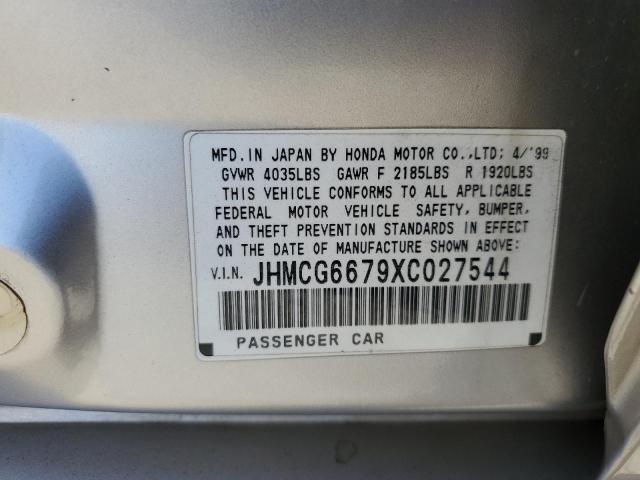 MFD. IN JAPAN BY HONDA MOTOR CO.,LTD; 4/'99
GVWR 4035LBS GAWR F 2185LBS R 1920LBS
THIS VEHICLE CONFORMS TO ALL APPLICABLE
FEDERAL MOTOR VEHICLE SAFETY, BUMPER,
AND THEFT PREVENTION STANDARDS IN EFFECT
ON THE DATE OF MANUFACTURE SHOWN ABOVE:
V.I.N. JHMCG6679XC027544
PASSENGER CAR